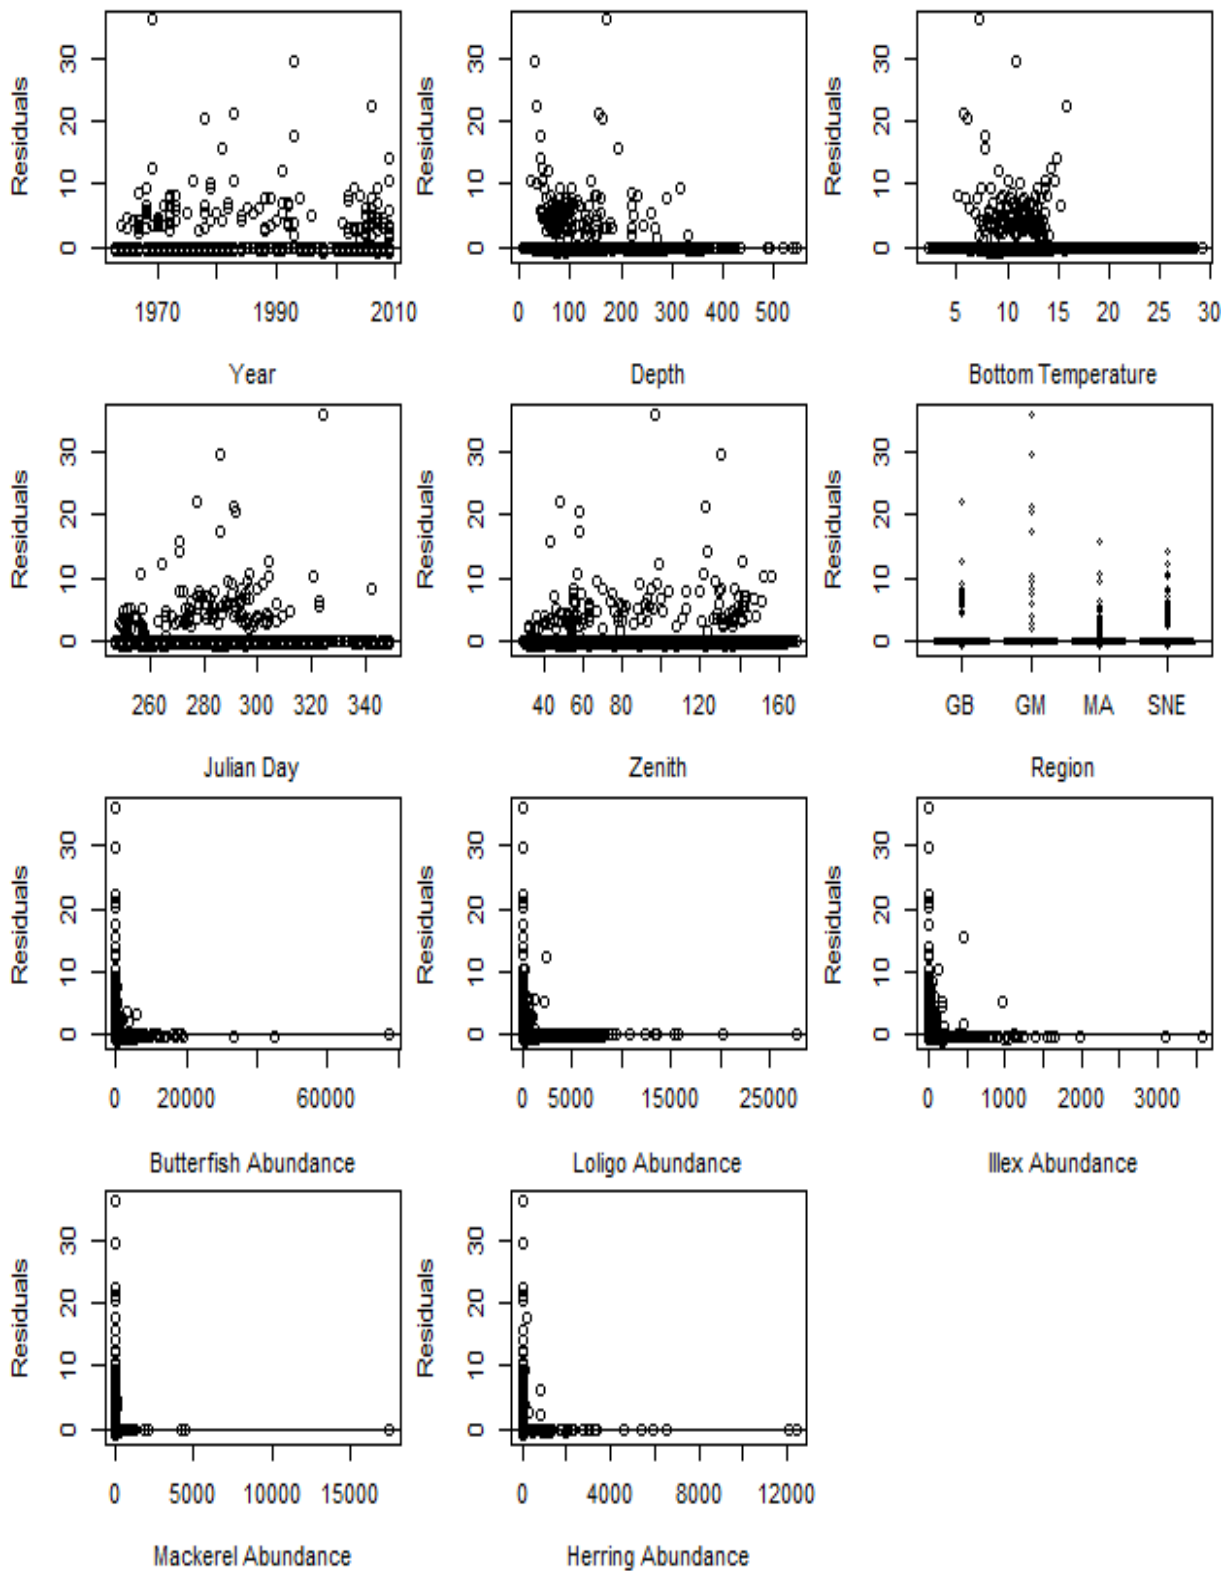 Residuals
0 10 20 30
1970 1990 2010
Year
Residuals
0 10 20 30
0 100 200 300 400 500
Depth
Residuals
0 10 20 30
5 10 15 20 25 30
Bottom Temperature
Residuals
0 10 20 30
260 280 300 320 340
Julian Day
Residuals
0 10 20 30
40 60 80 120 160
Zenith
Residuals
0 10 20 30
GB GM MA SNE
Region
Residuals
0 10 20 30
0 20000 60000
Butterfish Abundance
Residuals
0 10 20 30
0 5000 15000 25000
Loligo Abundance
Residuals
0 10 20 30
0 1000 2000 3000
Illex Abundance
Residuals
0 10 20 30
0 5000 10000 15000
Mackerel Abundance
Residuals
0 10 20 30
0 4000 8000 12000
Herring Abundance